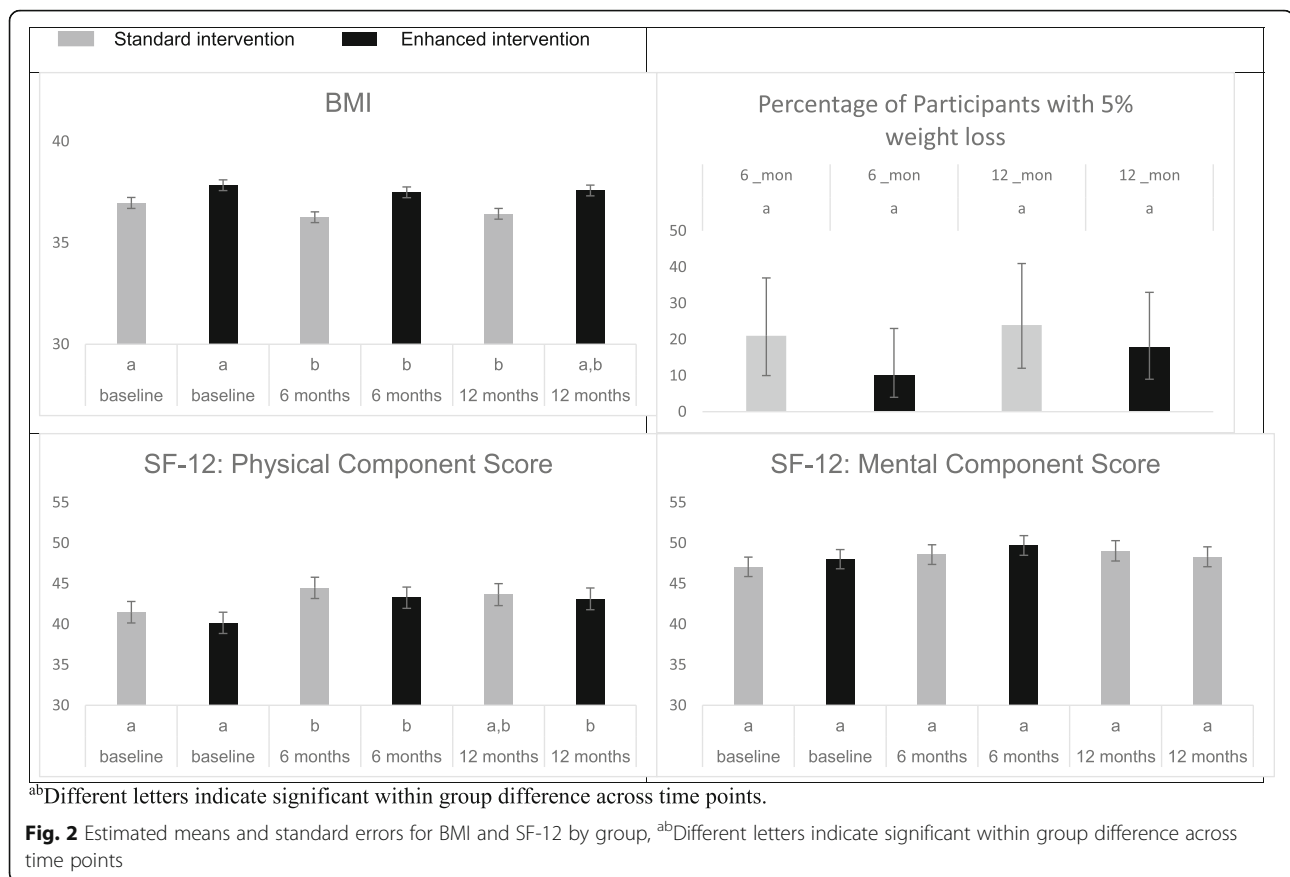 Standard intervention Enhanced intervention
BMI
40
35
30
a a b b b a,b
baseline baseline 6 months 6 months 12 months 12 months
Percentage of Participants with 5%
weight loss
6 _mon 6 _mon 12 _mon 12 _mon
a a a a
50
40
30
20
10
0
SF-12: Physical Component Score
55
50
45
40
35
30
a a b b a,b b
baseline baseline 6 months 6 months 12 months 12 months
SF-12: Mental Component Score
55
50
45
40
35
30
a a a a a a
baseline baseline 6 months 6 months 12 months 12 months
abDifferent letters indicate significant within group difference across time points.
Fig. 2 Estimated means and standard errors for BMI and SF-12 by group, abDifferent letters indicate significant within group difference across
time points